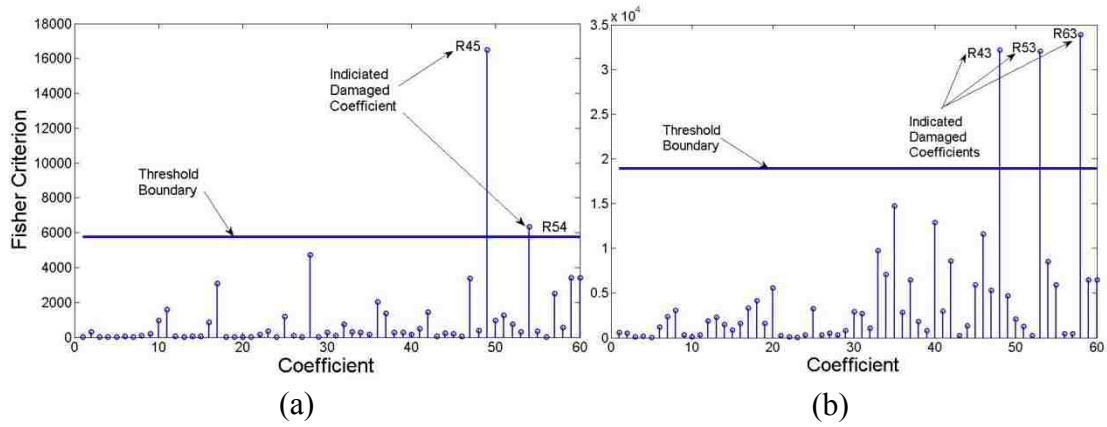 18000
16000
14000
12000
10000
8000
6000
4000
2000
0
Fisher Criterion
R45
Indiciated
Damaged
Coefficient
Threshold
Boundary
R54
0 10 20 30 40 50 60
Coefficient
(a)
3.5 x 10^4
3
2.5
2
1.5
1
0.5
0
R43 R53 R63
Threshold
Boundary
Indicated
Damaged
Coefficients
0 10 20 30 40 50 60
Coefficient
(b)